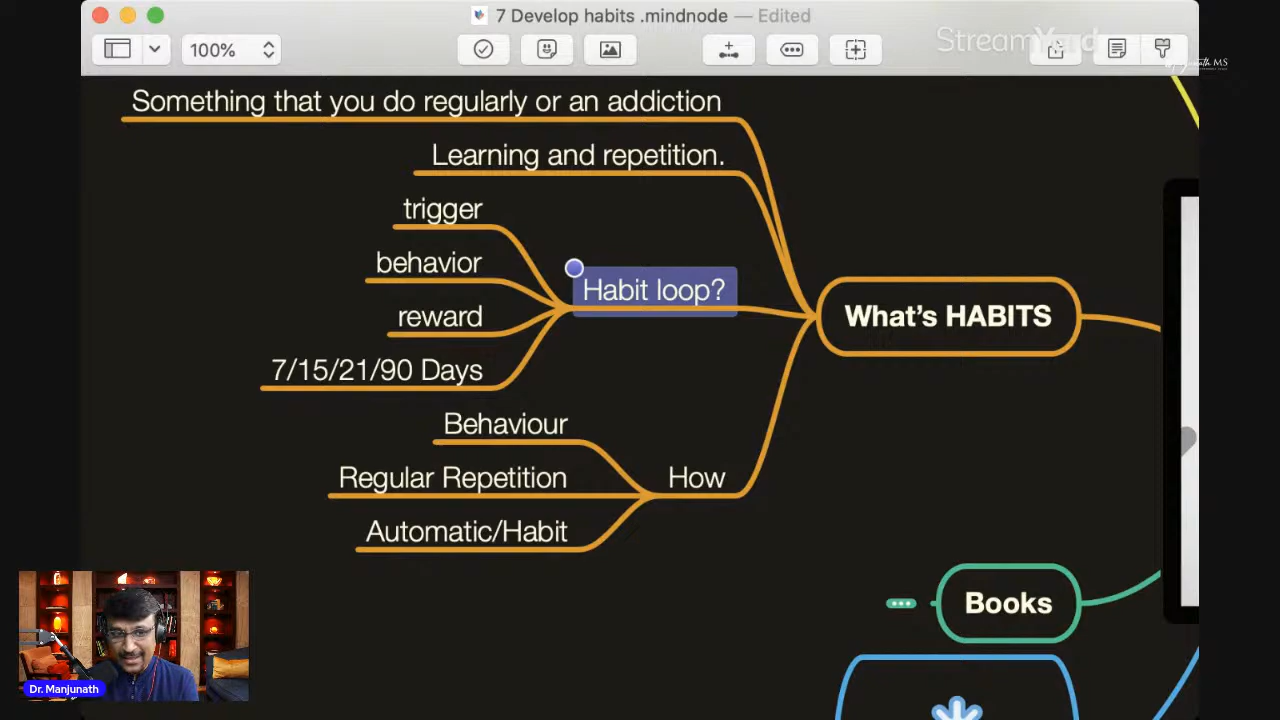 7 Develop habits .mindnode — Edited
100%
StreamYard
Manjunath MS
Something that you do regularly or an addiction
Learning and repetition.
trigger
behavior
Habit loop?
reward
What's HABITS
7/15/21/90 Days
Behaviour
Regular Repetition
How
Automatic/Habit
Books
Dr. Manjunath